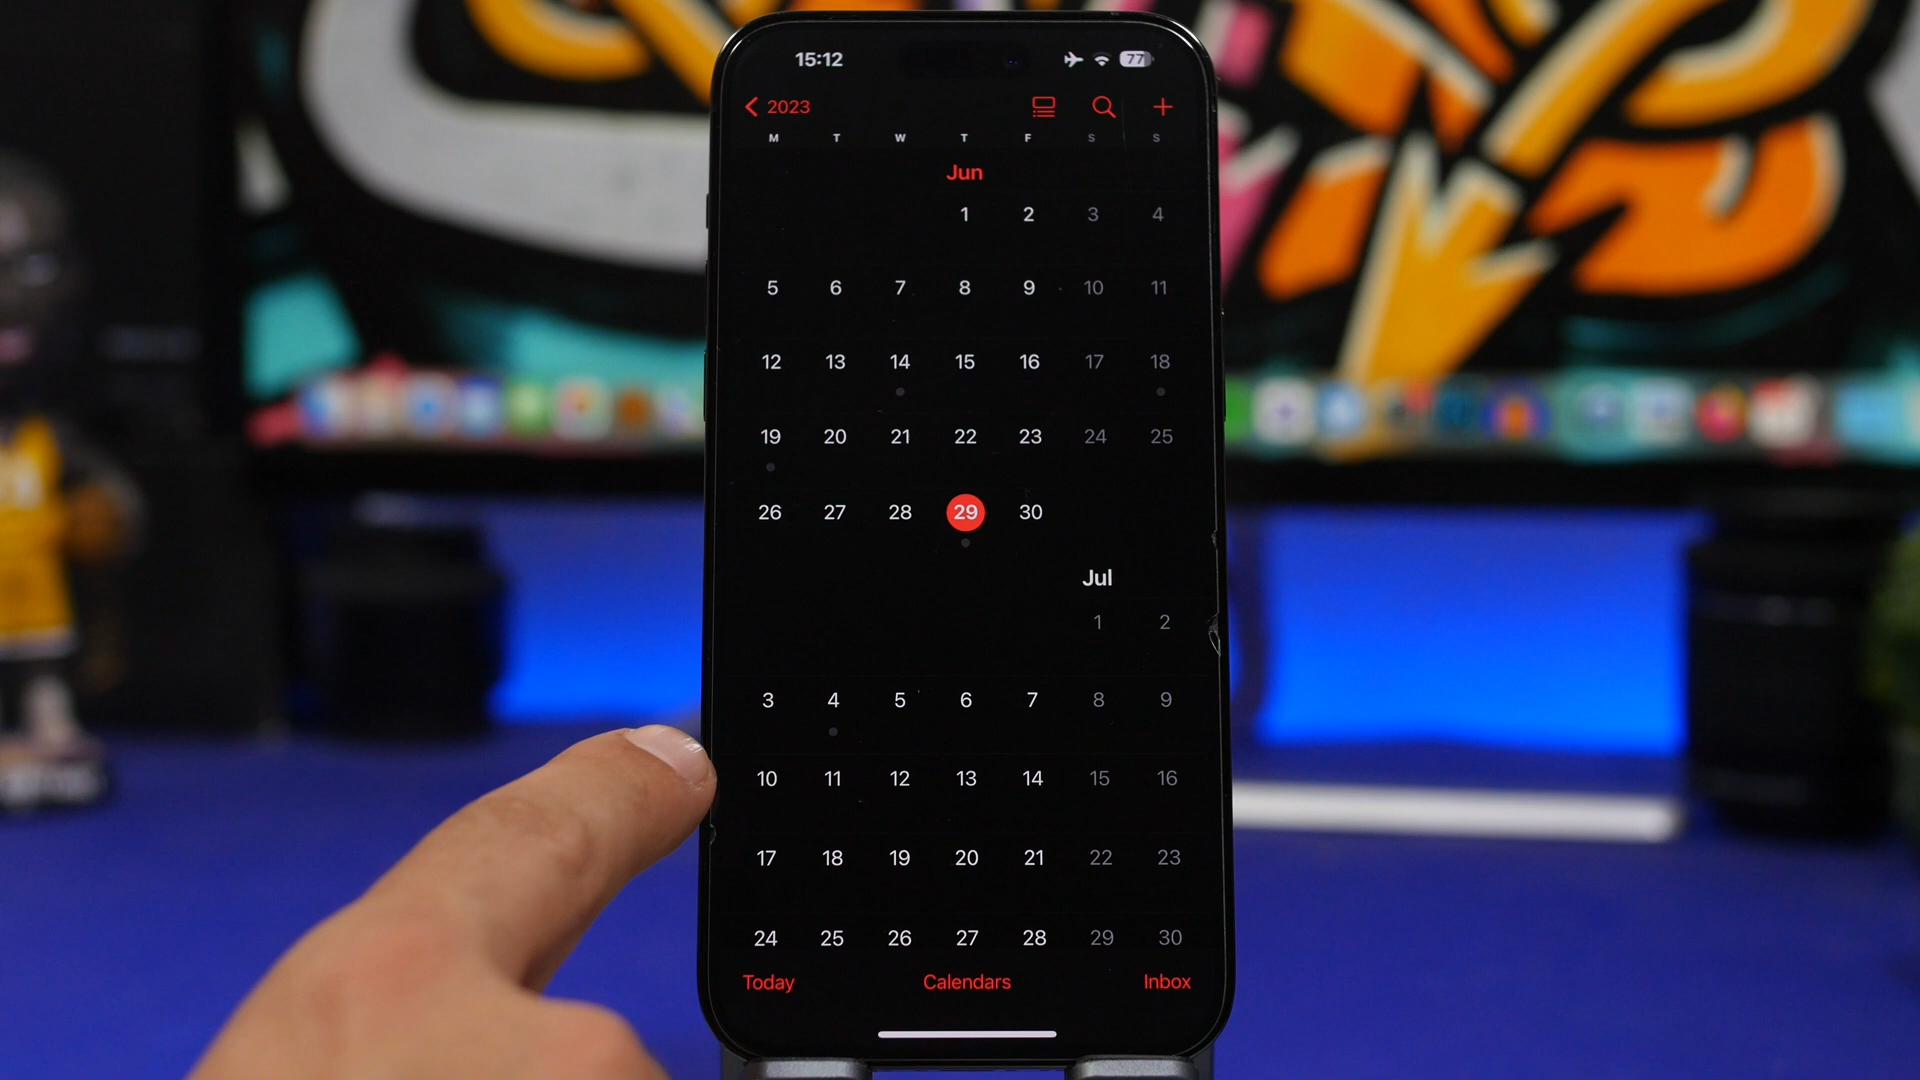 15:12 77
2023
M T W T F S S
Jun
1 2 3 4
5 6 7 8 9 10 11
12 13 14 15 16 17 18
19 20 21 22 23 24 25
26 27 28 29 30
Jul
1 2
3 4 5 6 7 8 9
10 11 12 13 14 15 16
17 18 19 20 21 22 23
24 25 26 27 28 29 30
Today Calendars Inbox